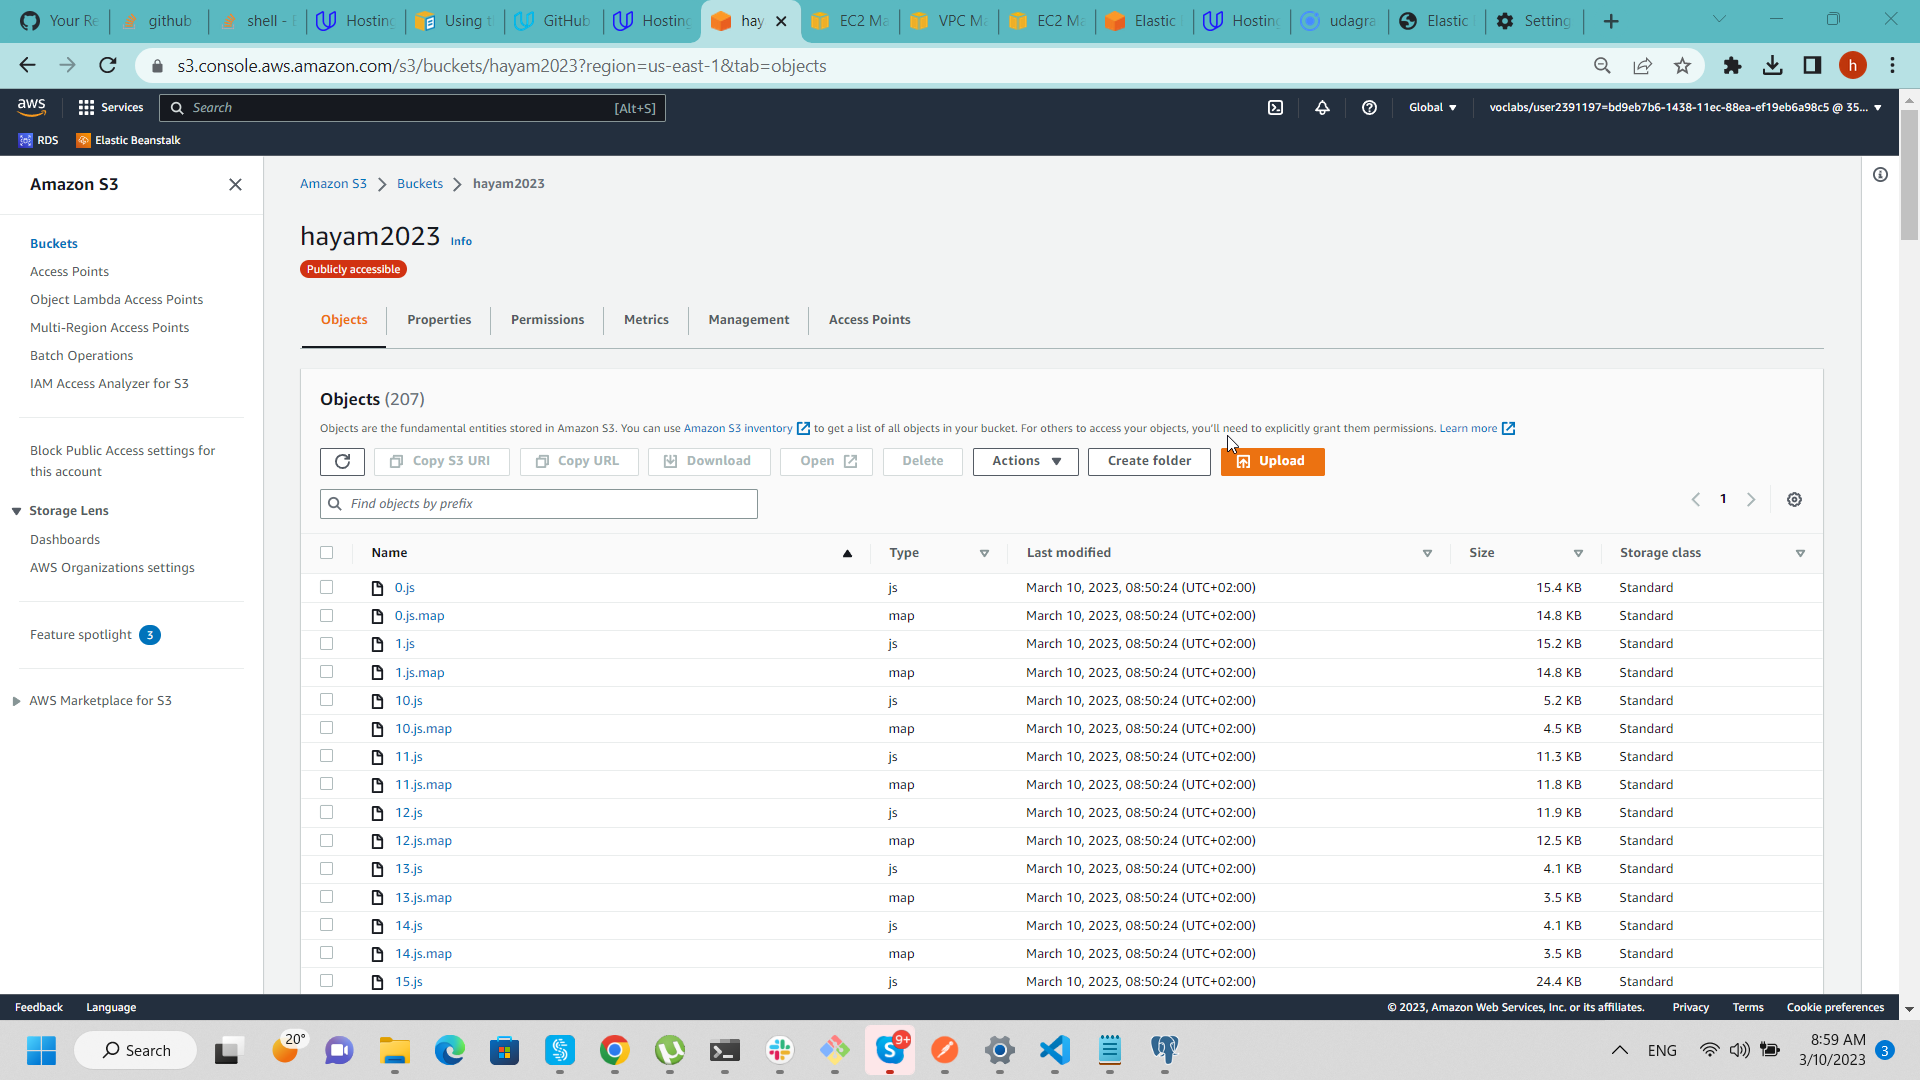 Your Re
github
shell - E
Hosting
Using t
GitHub
Hosting
hay
EC2 Ma
VPC Ma
EC2 Ma
Elastic
Hosting
udagra
Elastic
Setting
s3.console.aws.amazon.com/s3/buckets/hayam2023?region=us-east-1&tab=objects
h
aws
Services
Search
[Alt+S]
Global
voclabs/user2391197=bd9eb7b6-1438-11ec-88ea-ef19eb6a98c5 @ 35...
RDS
Elastic Beanstalk
Amazon S3
Buckets
Access Points
Object Lambda Access Points
Multi-Region Access Points
Batch Operations
IAM Access Analyzer for S3
Block Public Access settings for
this account
Storage Lens
Dashboards
AWS Organizations settings
Feature spotlight 3
AWS Marketplace for S3
Amazon S3 > Buckets > hayam2023
hayam2023 Info
Publicly accessible
Objects Properties Permissions Metrics Management Access Points
Objects (207)
Objects are the fundamental entities stored in Amazon S3. You can use Amazon S3 inventory to get a list of all objects in your bucket. For others to access your objects, you'll need to explicitly grant them permissions. Learn more
Copy S3 URI Copy URL Download Open Delete Actions Create folder Upload
Find objects by prefix
1
Name Type Last modified Size Storage class
0.js js March 10, 2023, 08:50:24 (UTC+02:00) 15.4 KB Standard
0.js.map map March 10, 2023, 08:50:24 (UTC+02:00) 14.8 KB Standard
1.js js March 10, 2023, 08:50:24 (UTC+02:00) 15.2 KB Standard
1.js.map map March 10, 2023, 08:50:24 (UTC+02:00) 14.8 KB Standard
10.js js March 10, 2023, 08:50:24 (UTC+02:00) 5.2 KB Standard
10.js.map map March 10, 2023, 08:50:24 (UTC+02:00) 4.5 KB Standard
11.js js March 10, 2023, 08:50:24 (UTC+02:00) 11.3 KB Standard
11.js.map map March 10, 2023, 08:50:24 (UTC+02:00) 11.8 KB Standard
12.js js March 10, 2023, 08:50:24 (UTC+02:00) 11.9 KB Standard
12.js.map map March 10, 2023, 08:50:24 (UTC+02:00) 12.5 KB Standard
13.js js March 10, 2023, 08:50:24 (UTC+02:00) 4.1 KB Standard
13.js.map map March 10, 2023, 08:50:24 (UTC+02:00) 3.5 KB Standard
14.js js March 10, 2023, 08:50:24 (UTC+02:00) 4.1 KB Standard
14.js.map map March 10, 2023, 08:50:24 (UTC+02:00) 3.5 KB Standard
15.js js March 10, 2023, 08:50:24 (UTC+02:00) 24.4 KB Standard
Feedback Language © 2023, Amazon Web Services, Inc. or its affiliates. Privacy Terms Cookie preferences
Search
20°
9+
ENG
8:59 AM
3/10/2023
3